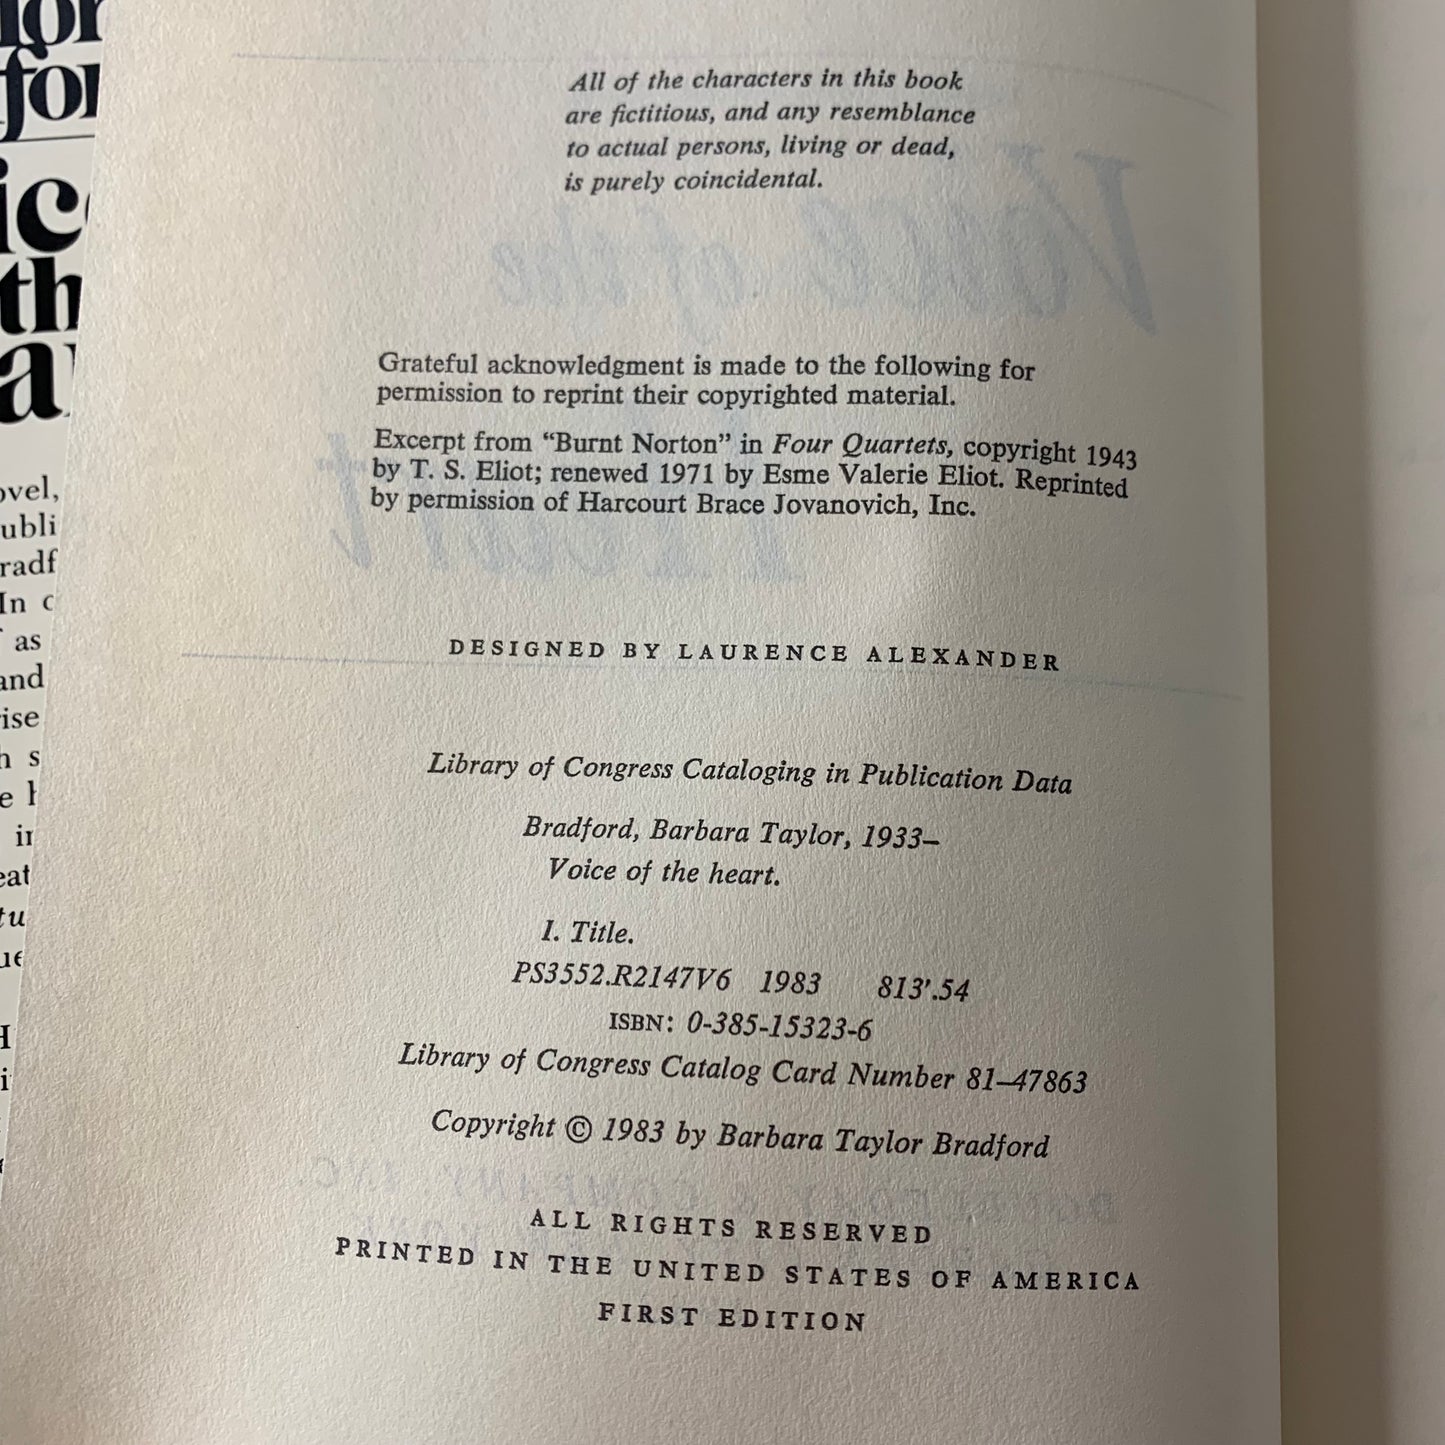 All of the characters in this book
are fictitious, and any resemblance
to actual persons, living or dead,
is purely coincidental.
Grateful acknowledgment is made to the following for
permission to reprint their copyrighted material.
Excerpt from “Burnt Norton” in Four Quartets, copyright 1943
by T. S. Eliot; renewed 1971 by Esme Valerie Eliot. Reprinted
by permission of Harcourt Brace Jovanovich, Inc.
DESIGNED BY LAURENCE ALEXANDER
Library of Congress Cataloging in Publication Data
Bradford, Barbara Taylor, 1933–
Voice of the heart.
I. Title.
PS3552.R2147V6 1983 813'.54
ISBN: 0-385-15323-6
Library of Congress Catalog Card Number 81–47863
Copyright © 1983 by Barbara Taylor Bradford
ALL RIGHTS RESERVED
PRINTED IN THE UNITED STATES OF AMERICA
FIRST EDITION